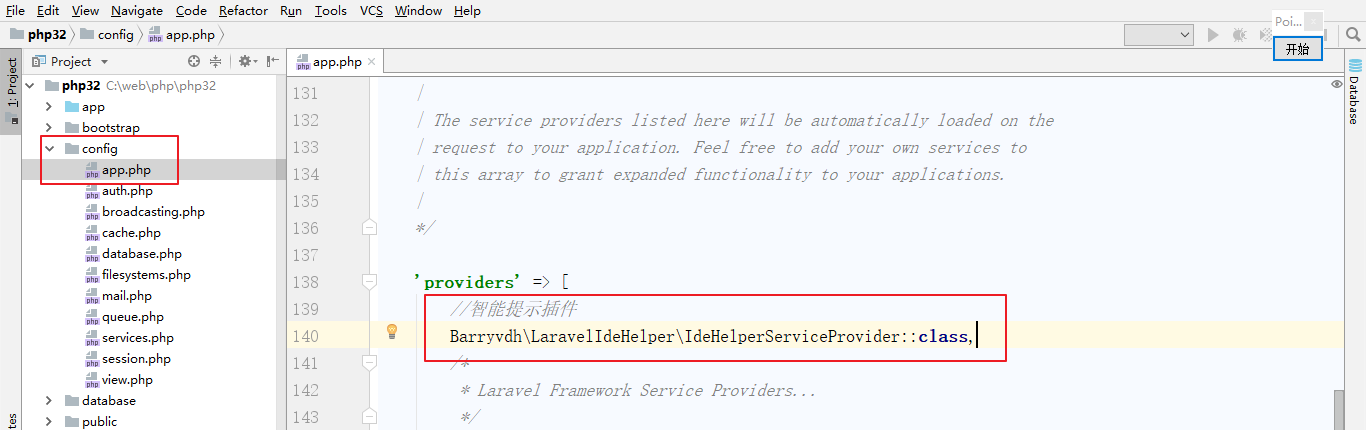 File Edit View Navigate Code Refactor Run Tools VCS Window Help
php32 config app.php
Poi...
开始
1: Project
Project
app.php
Database
php32 C:\web\php\php32
app
bootstrap
config
app.php
auth.php
broadcasting.php
cache.php
database.php
filesystems.php
mail.php
queue.php
services.php
session.php
view.php
database
public
131 |
132 | The service providers listed here will be automatically loaded on the
133 | request to your application. Feel free to add your own services to
134 | this array to grant expanded functionality to your applications.
135 |
136 */
137
138 'providers' => [
139 //智能提示插件
140 Barryvdh\LaravelIdeHelper\IdeHelperServiceProvider::class,
141 /*
142 * Laravel Framework Service Providers...
143 */